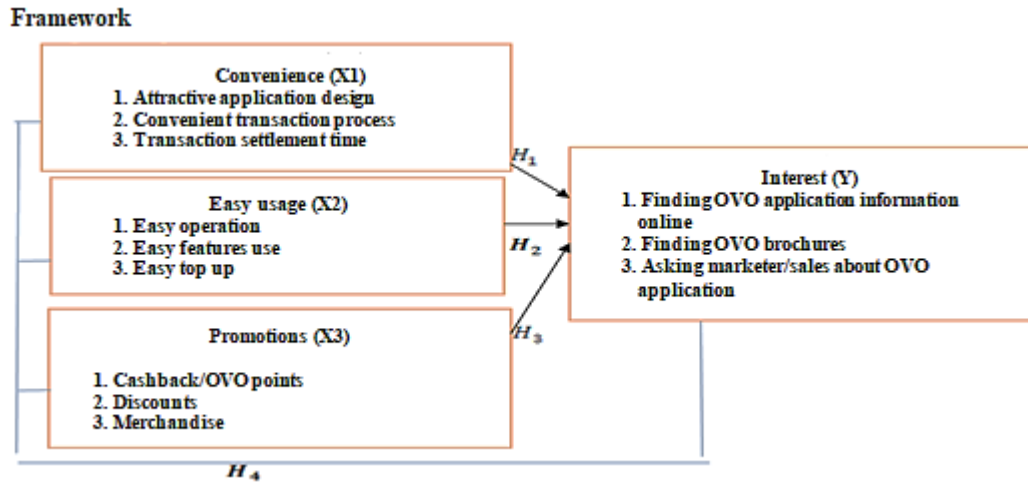 Framework
Convenience (X1)
1. Attractive application design
2. Convenient transaction process
3. Transaction settlement time
H₁
Easy usage (X2)
1. Easy operation
2. Easy features use
3. Easy top up
H₂
Promotions (X3)
1. Cashback/OVO points
2. Discounts
3. Merchandise
H₃
Interest (Y)
1. Finding OVO application information
online
2. Finding OVO brochures
3. Asking marketer/sales about OVO
application
H₄